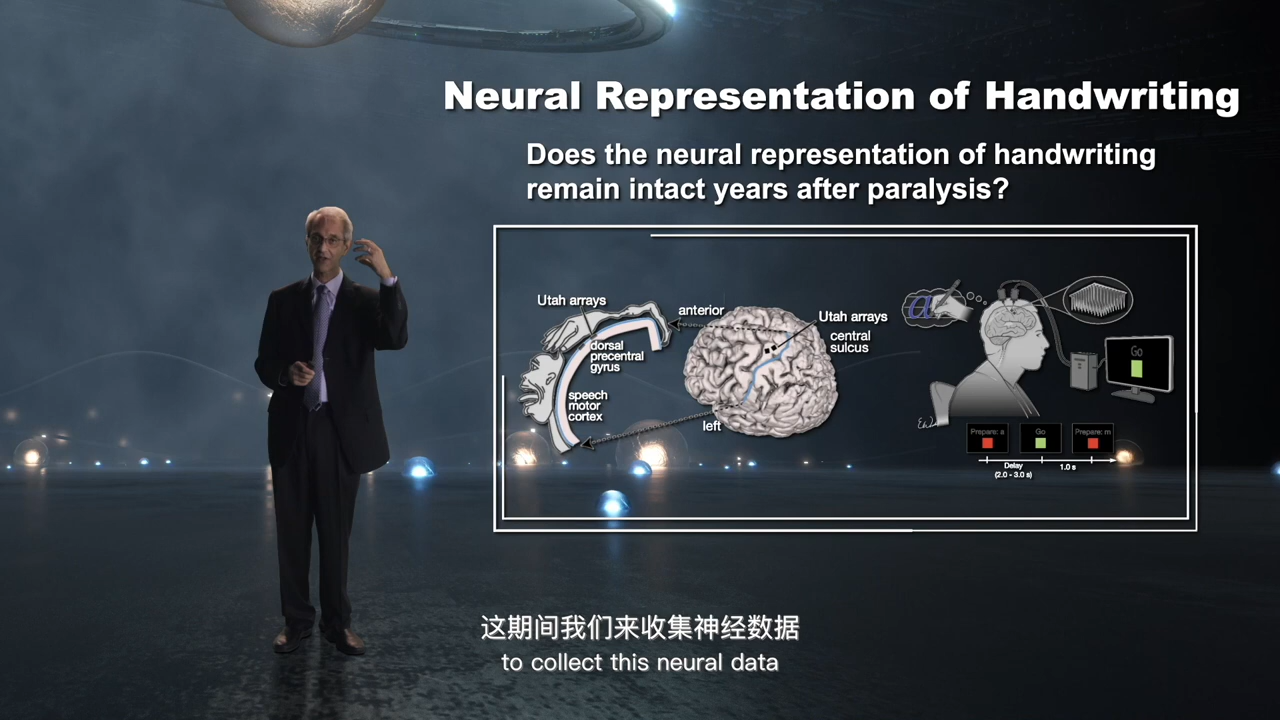 Neural Representation of Handwriting
Does the neural representation of handwriting
remain intact years after paralysis?
Utah arrays
anterior
dorsal
precentral
gyrus
speech
motor
cortex
left
Utah arrays
central
sulcus
a
Go
Prepare: a
Go
Prepare: m
Delay
(2.0 - 3.0 s)
1.0 s
这期间我们来收集神经数据
to collect this neural data